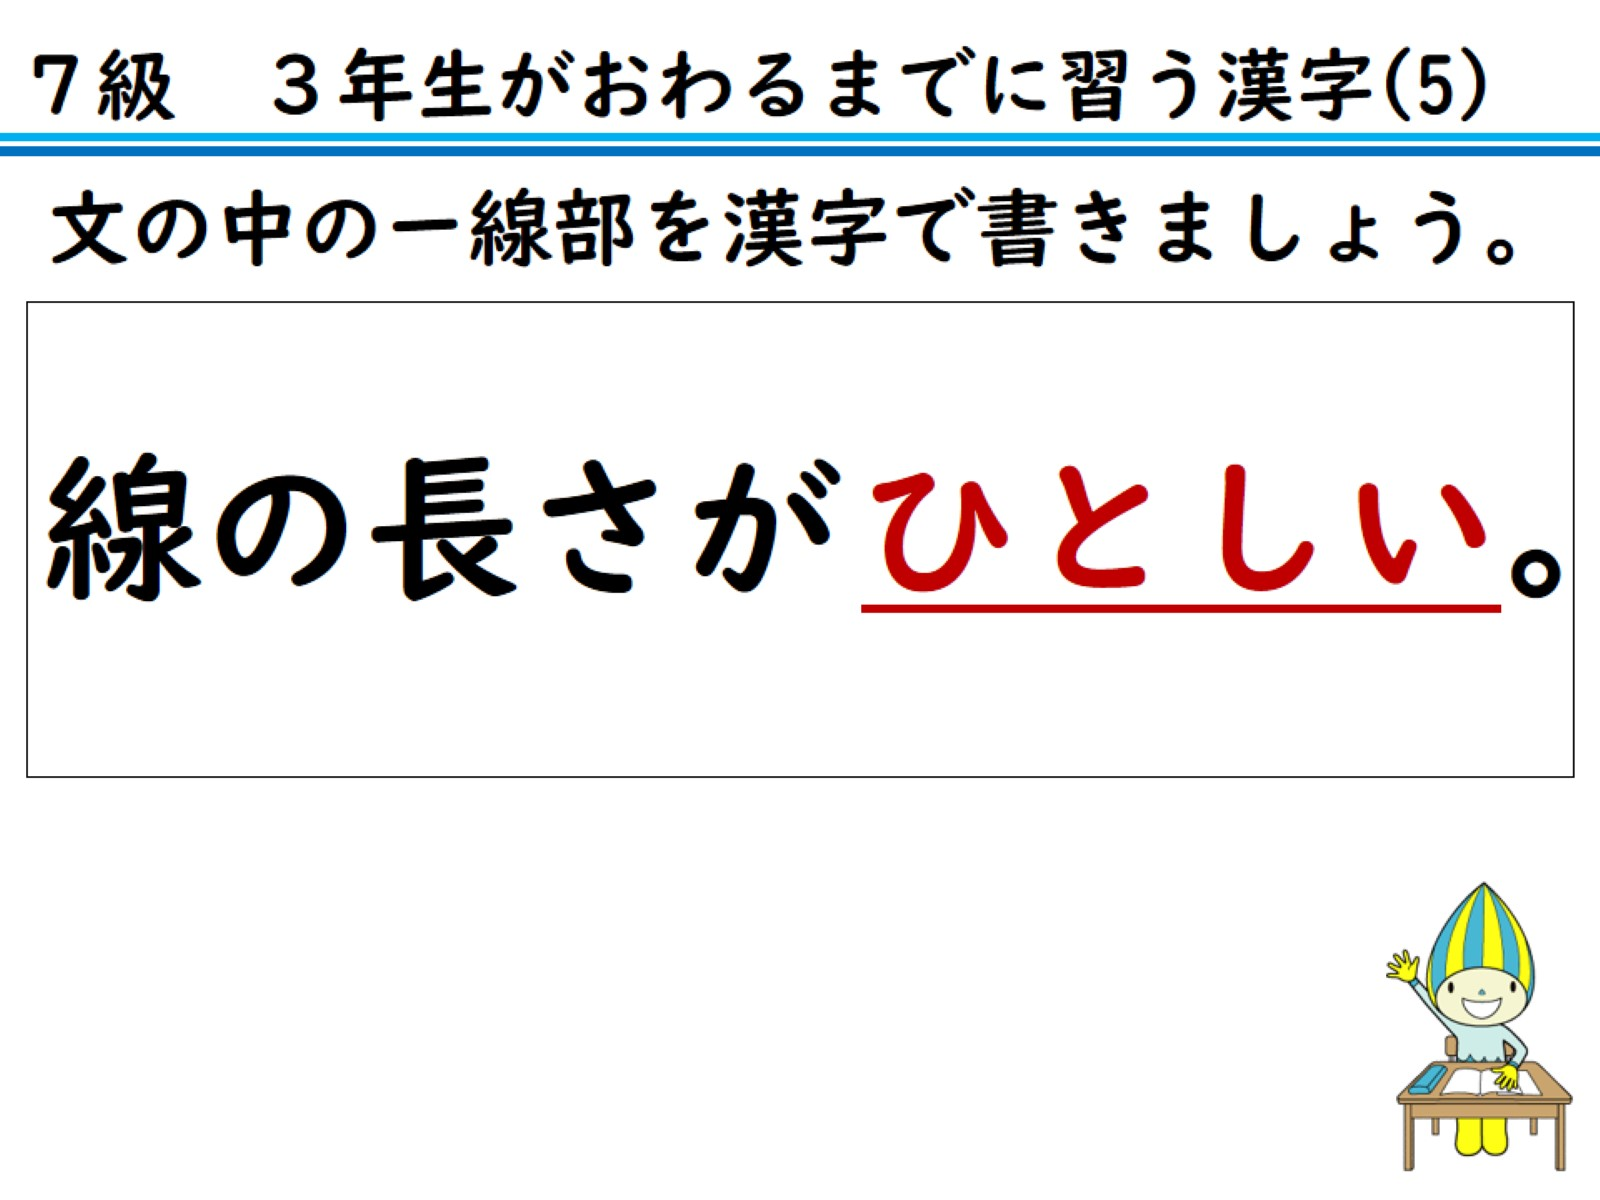 ７級　３年生がおわるまでに習う漢字(5)
文の中の―線部を漢字で書きましょう。
線の長さがひとしい。